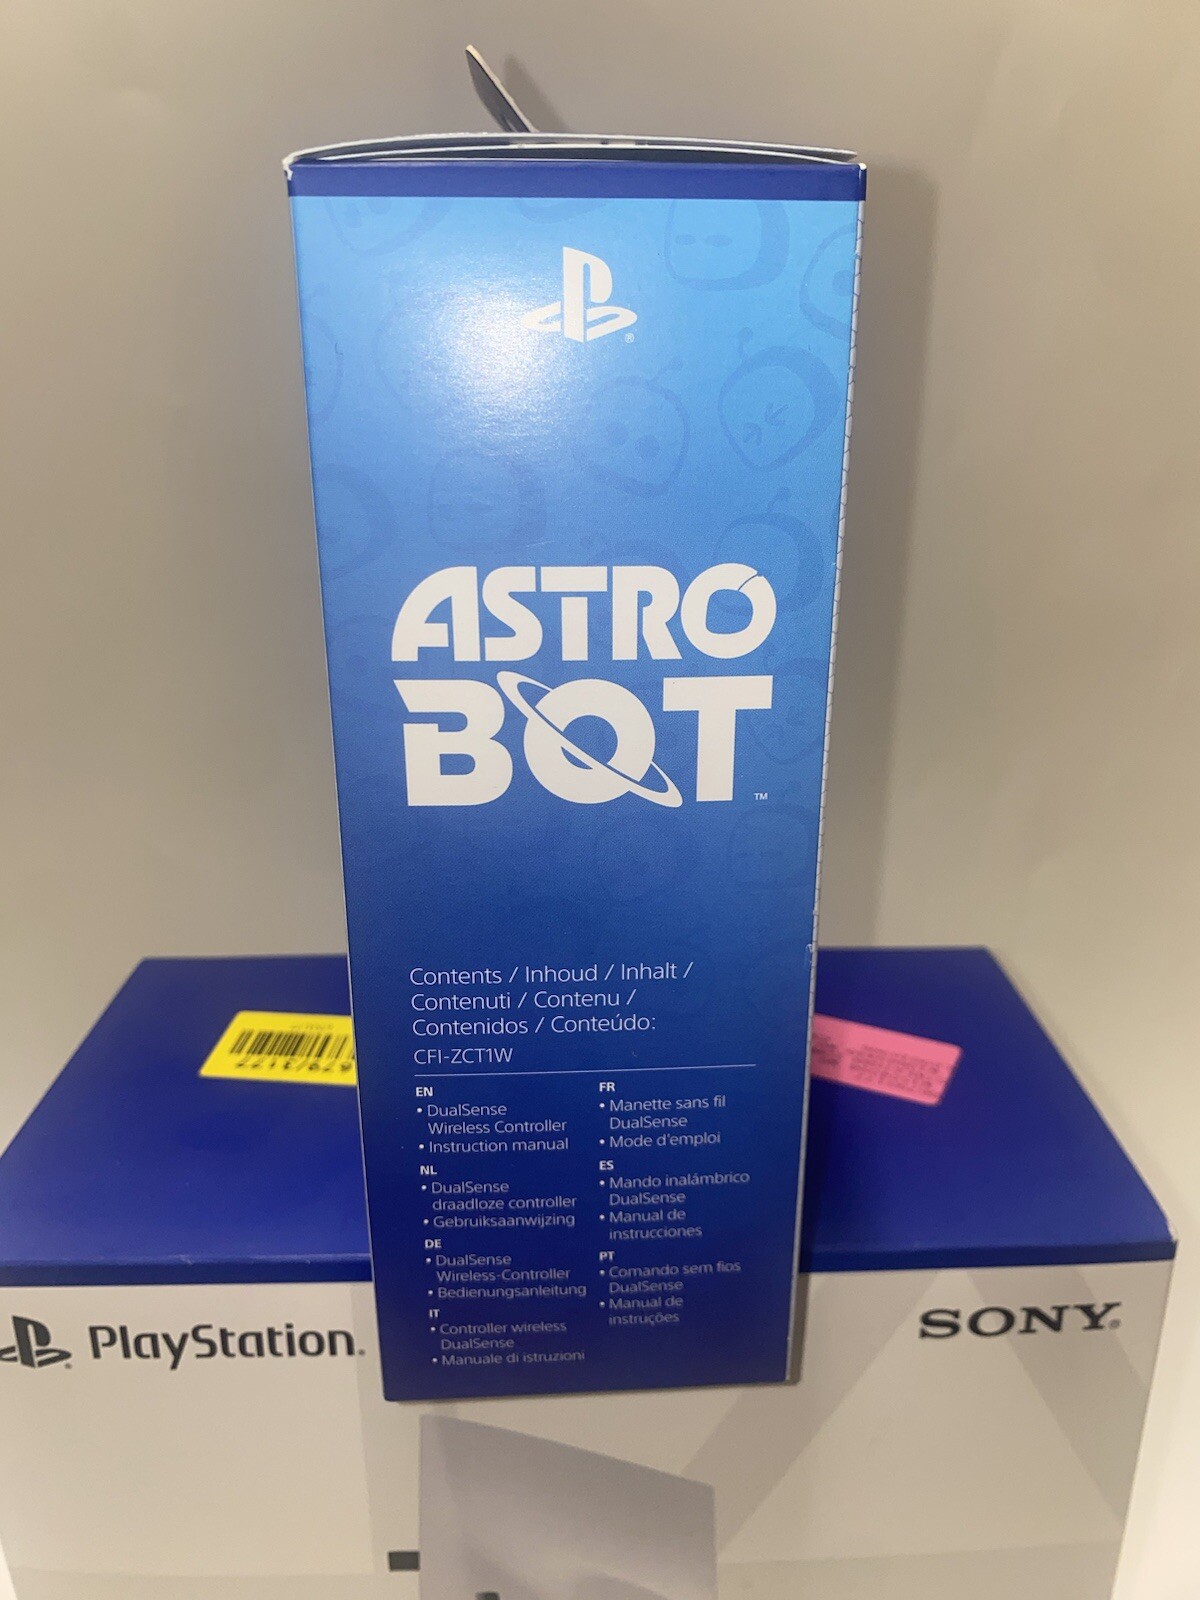 ASTRO
BOT
™
Contents / Inhoud / Inhalt /
Contenuti / Contenu /
Contenidos / Conteúdo:
CFI-ZCT1W
EN
• DualSense
Wireless Controller
• Instruction manual
NL
• DualSense
draadloze controller
• Gebruiksaanwijzing
DE
• DualSense
Wireless-Controller
• Bedienungsanleitung
IT
• Controller wireless
DualSense
• Manuale di istruzioni
FR
• Manette sans fil
DualSense
• Mode d'emploi
ES
• Mando inalámbrico
DualSense
• Manual de
instrucciones
PT
• Comando sem fios
DualSense
• Manual de
instruções
PlayStation®
SONY®